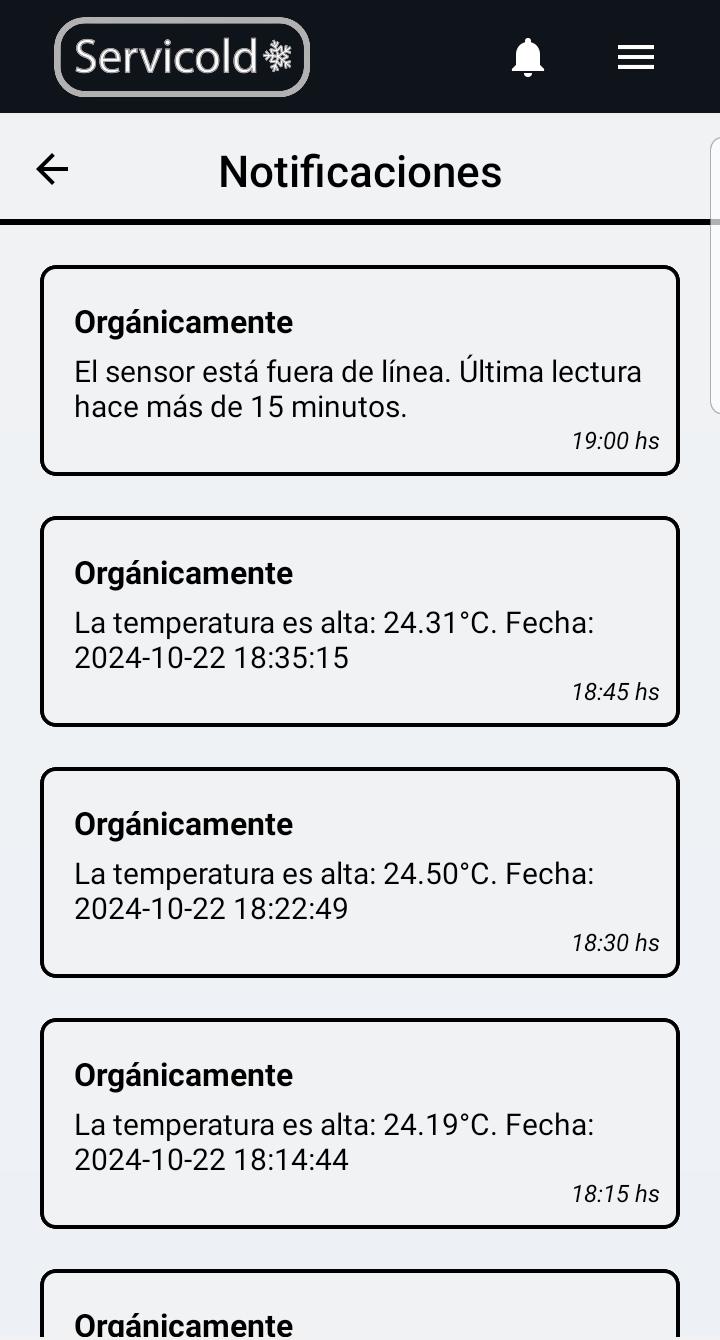 Servicold
Notificaciones
Orgánicamente
El sensor está fuera de línea. Última lectura
hace más de 15 minutos.
19:00 hs
Orgánicamente
La temperatura es alta: 24.31°C. Fecha:
2024-10-22 18:35:15
18:45 hs
Orgánicamente
La temperatura es alta: 24.50°C. Fecha:
2024-10-22 18:22:49
18:30 hs
Orgánicamente
La temperatura es alta: 24.19°C. Fecha:
2024-10-22 18:14:44
18:15 hs
Orgánicamente